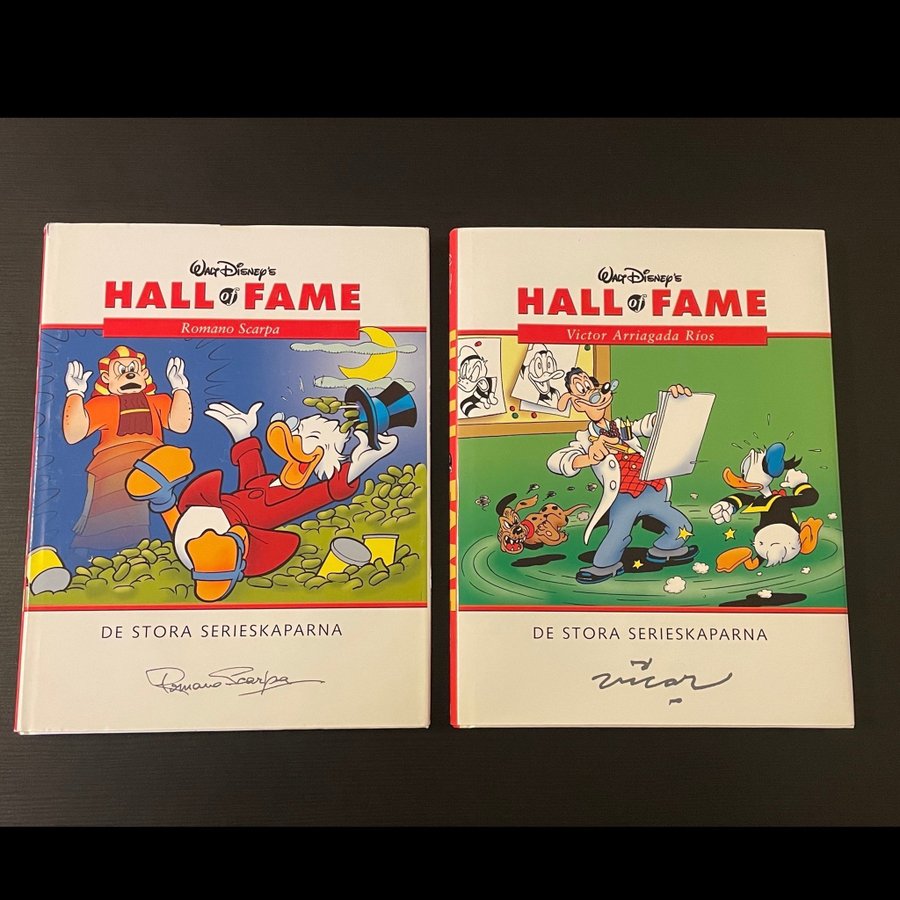 WALT DISNEY'S
HALL of FAME
Romano Scarpa
DE STORA SERIESKAPARNA
Romano Scarpa
WALT DISNEY'S
HALL of FAME
Victor Arriagada Ríos
DE STORA SERIESKAPARNA
Vicar